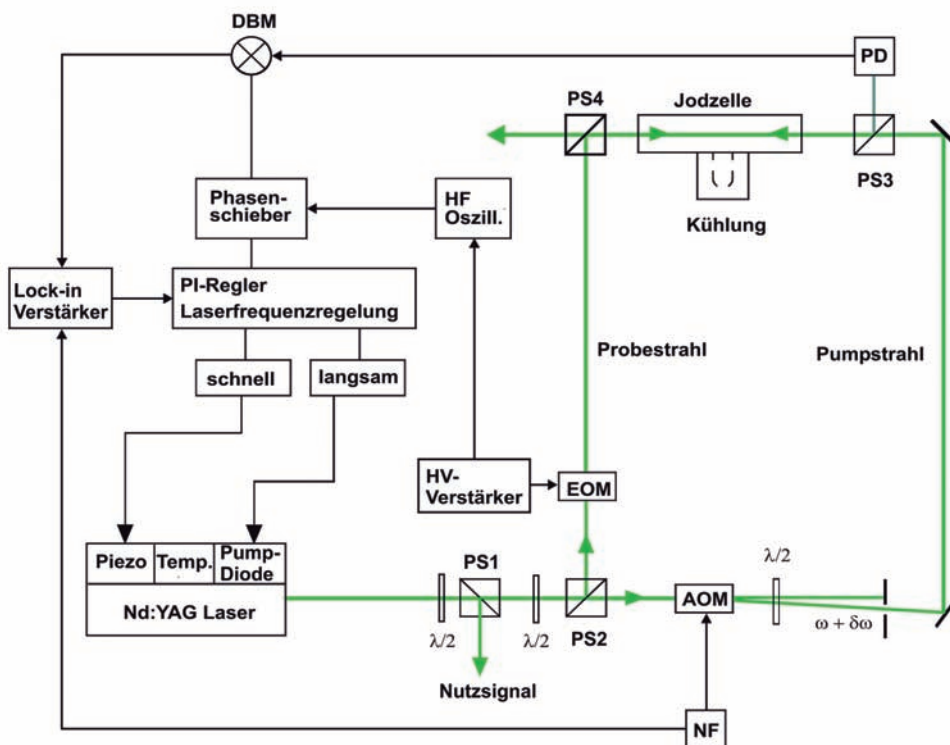 DBM
PD
PS4
Jodzelle
PS3
Phasen-
schieber
HF
Oszill.
Kühlung
Lock-in
Verstärker
PI-Regler
Laserfrequenzregelung
Probestrahl
Pumpstrahl
schnell
langsam
HV-
Verstärker
EOM
Piezo
Temp.
Pump-
Diode
Nd:YAG Laser
PS1
λ/2
λ/2
PS2
AOM
λ/2
ω + δω
Nutzsignal
NF